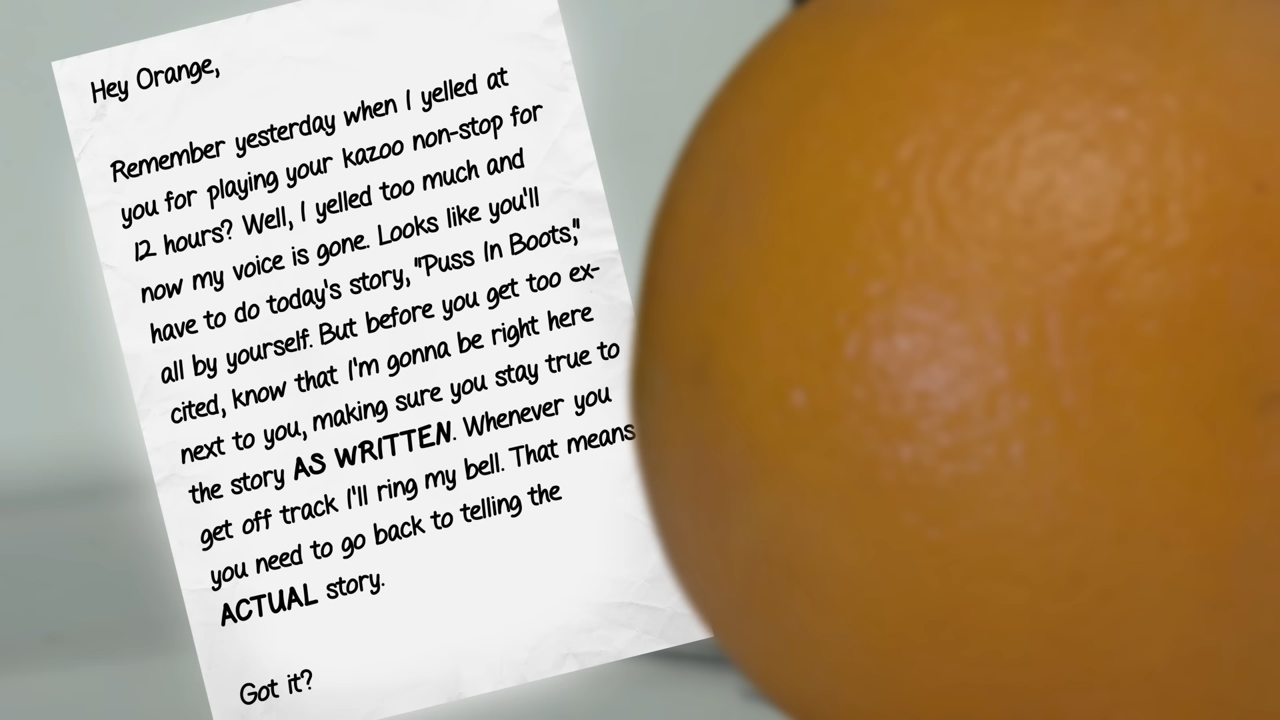 Hey Orange,
Remember yesterday when I yelled at
you for playing your kazoo non-stop for
12 hours? Well, I yelled too much and
now my voice is gone. Looks like you'll
have to do today's story, "Puss In Boots,"
all by yourself. But before you get too ex-
cited, know that I'm gonna be right here
next to you, making sure you stay true to
the story AS WRITTEN. Whenever you
get off track I'll ring my bell. That means
you need to go back to telling the
ACTUAL story.
Got it?